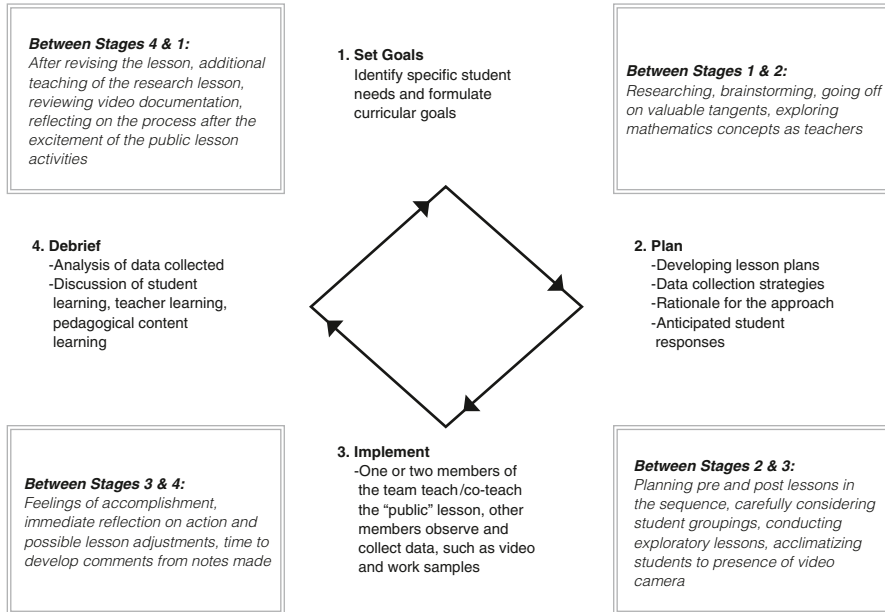 Between Stages 4 & 1:
After revising the lesson, additional
teaching of the research lesson,
reviewing video documentation,
reflecting on the process after the
excitement of the public lesson
activities
1. Set Goals
Identify specific student
needs and formulate
curricular goals
Between Stages 1 & 2:
Researching, brainstorming, going off
on valuable tangents, exploring
mathematics concepts as teachers
4. Debrief
-Analysis of data collected
-Discussion of student
learning, teacher learning,
pedagogical content
learning
2. Plan
-Developing lesson plans
-Data collection strategies
-Rationale for the approach
-Anticipated student
responses
Between Stages 3 & 4:
Feelings of accomplishment,
immediate reflection on action and
possible lesson adjustments, time to
develop comments from notes made
3. Implement
-One or two members of
the team teach/co-teach
the “public” lesson, other
members observe and
collect data, such as video
and work samples
Between Stages 2 & 3:
Planning pre and post lessons in
the sequence, carefully considering
student groupings, conducting
exploratory lessons, acclimatizing
students to presence of video
camera